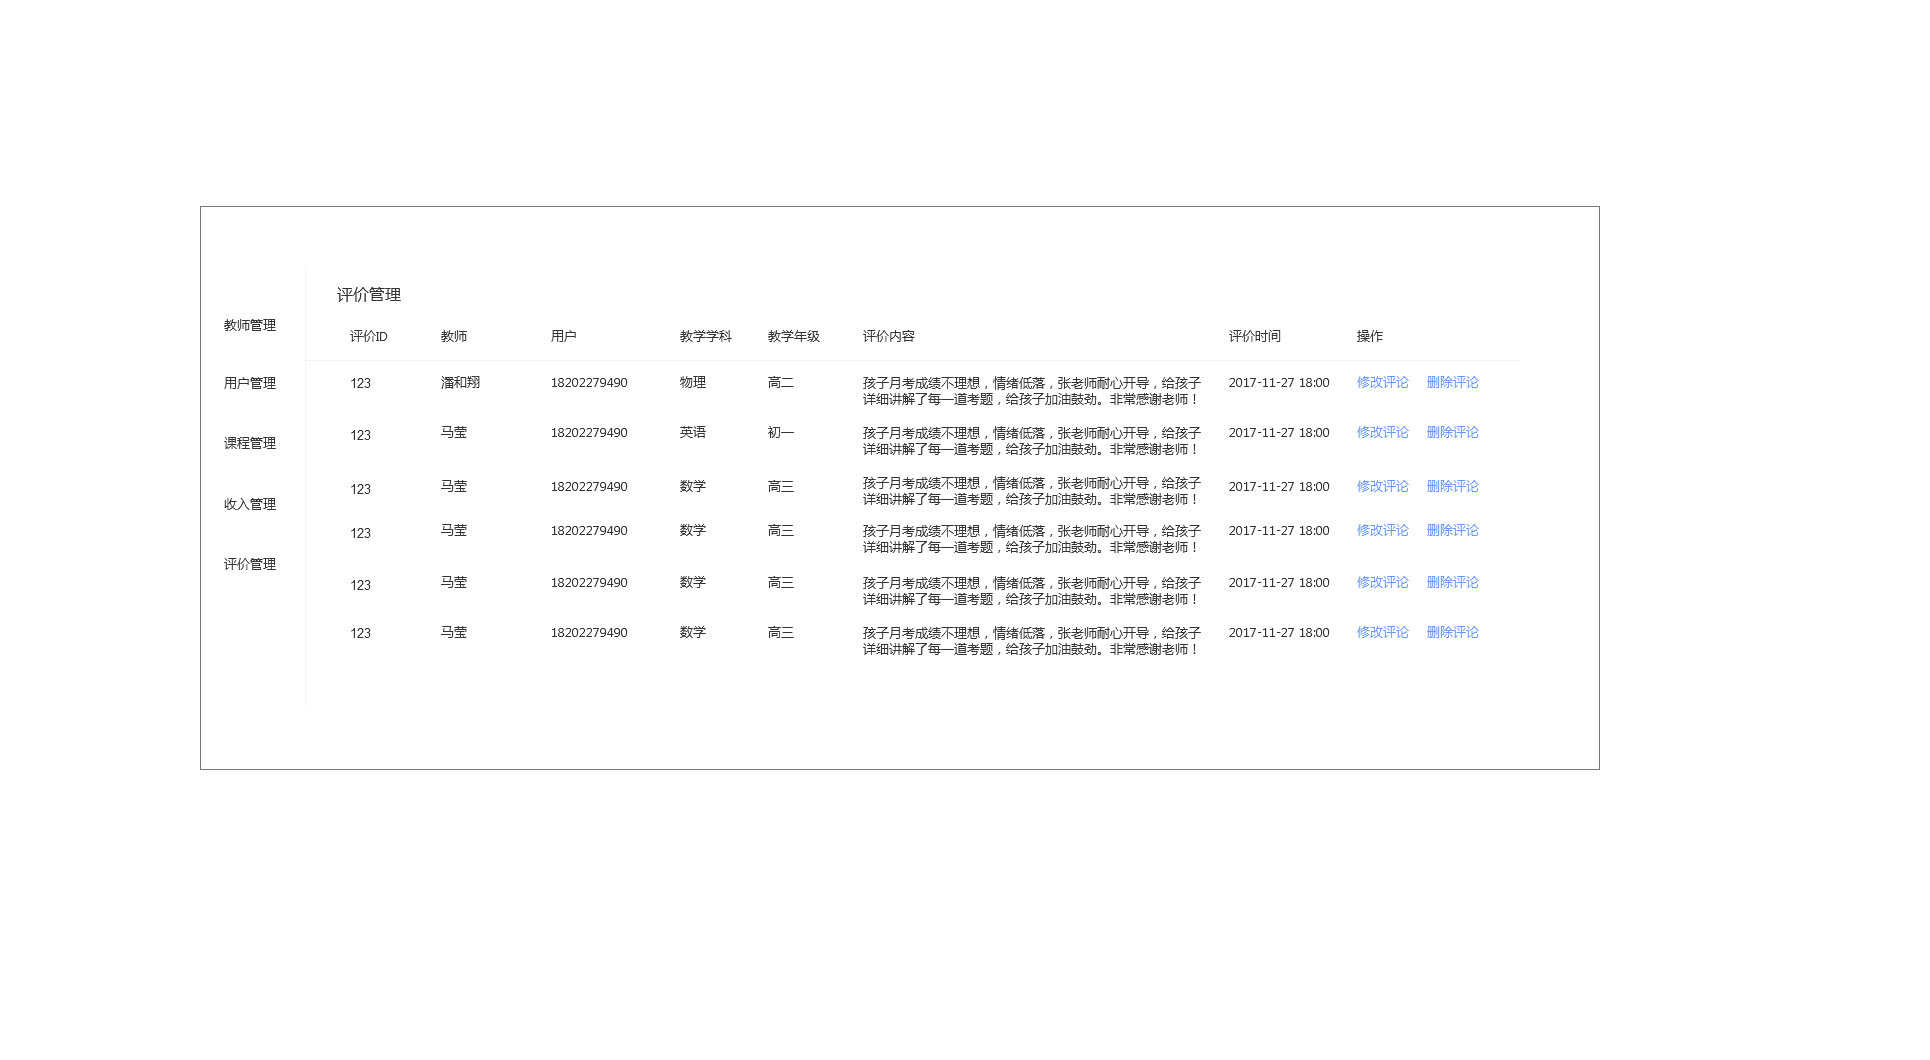 评价管理
教师管理
用户管理
课程管理
收入管理
评价管理
评价ID 教师 用户 教学学科 教学年级 评价内容 评价时间 操作
123 潘和翔 18202279490 物理 高二 孩子月考成绩不理想，情绪低落，张老师耐心开导，给孩子 2017-11-27 18:00 修改评论 删除评论
详细讲解了每一道考题，给孩子加油鼓劲。非常感谢老师！
123 马莹 18202279490 英语 初一 孩子月考成绩不理想，情绪低落，张老师耐心开导，给孩子 2017-11-27 18:00 修改评论 删除评论
详细讲解了每一道考题，给孩子加油鼓劲。非常感谢老师！
123 马莹 18202279490 数学 高三 孩子月考成绩不理想，情绪低落，张老师耐心开导，给孩子 2017-11-27 18:00 修改评论 删除评论
详细讲解了每一道考题，给孩子加油鼓劲。非常感谢老师！
123 马莹 18202279490 数学 高三 孩子月考成绩不理想，情绪低落，张老师耐心开导，给孩子 2017-11-27 18:00 修改评论 删除评论
详细讲解了每一道考题，给孩子加油鼓劲。非常感谢老师！
123 马莹 18202279490 数学 高三 孩子月考成绩不理想，情绪低落，张老师耐心开导，给孩子 2017-11-27 18:00 修改评论 删除评论
详细讲解了每一道考题，给孩子加油鼓劲。非常感谢老师！
123 马莹 18202279490 数学 高三 孩子月考成绩不理想，情绪低落，张老师耐心开导，给孩子 2017-11-27 18:00 修改评论 删除评论
详细讲解了每一道考题，给孩子加油鼓劲。非常感谢老师！